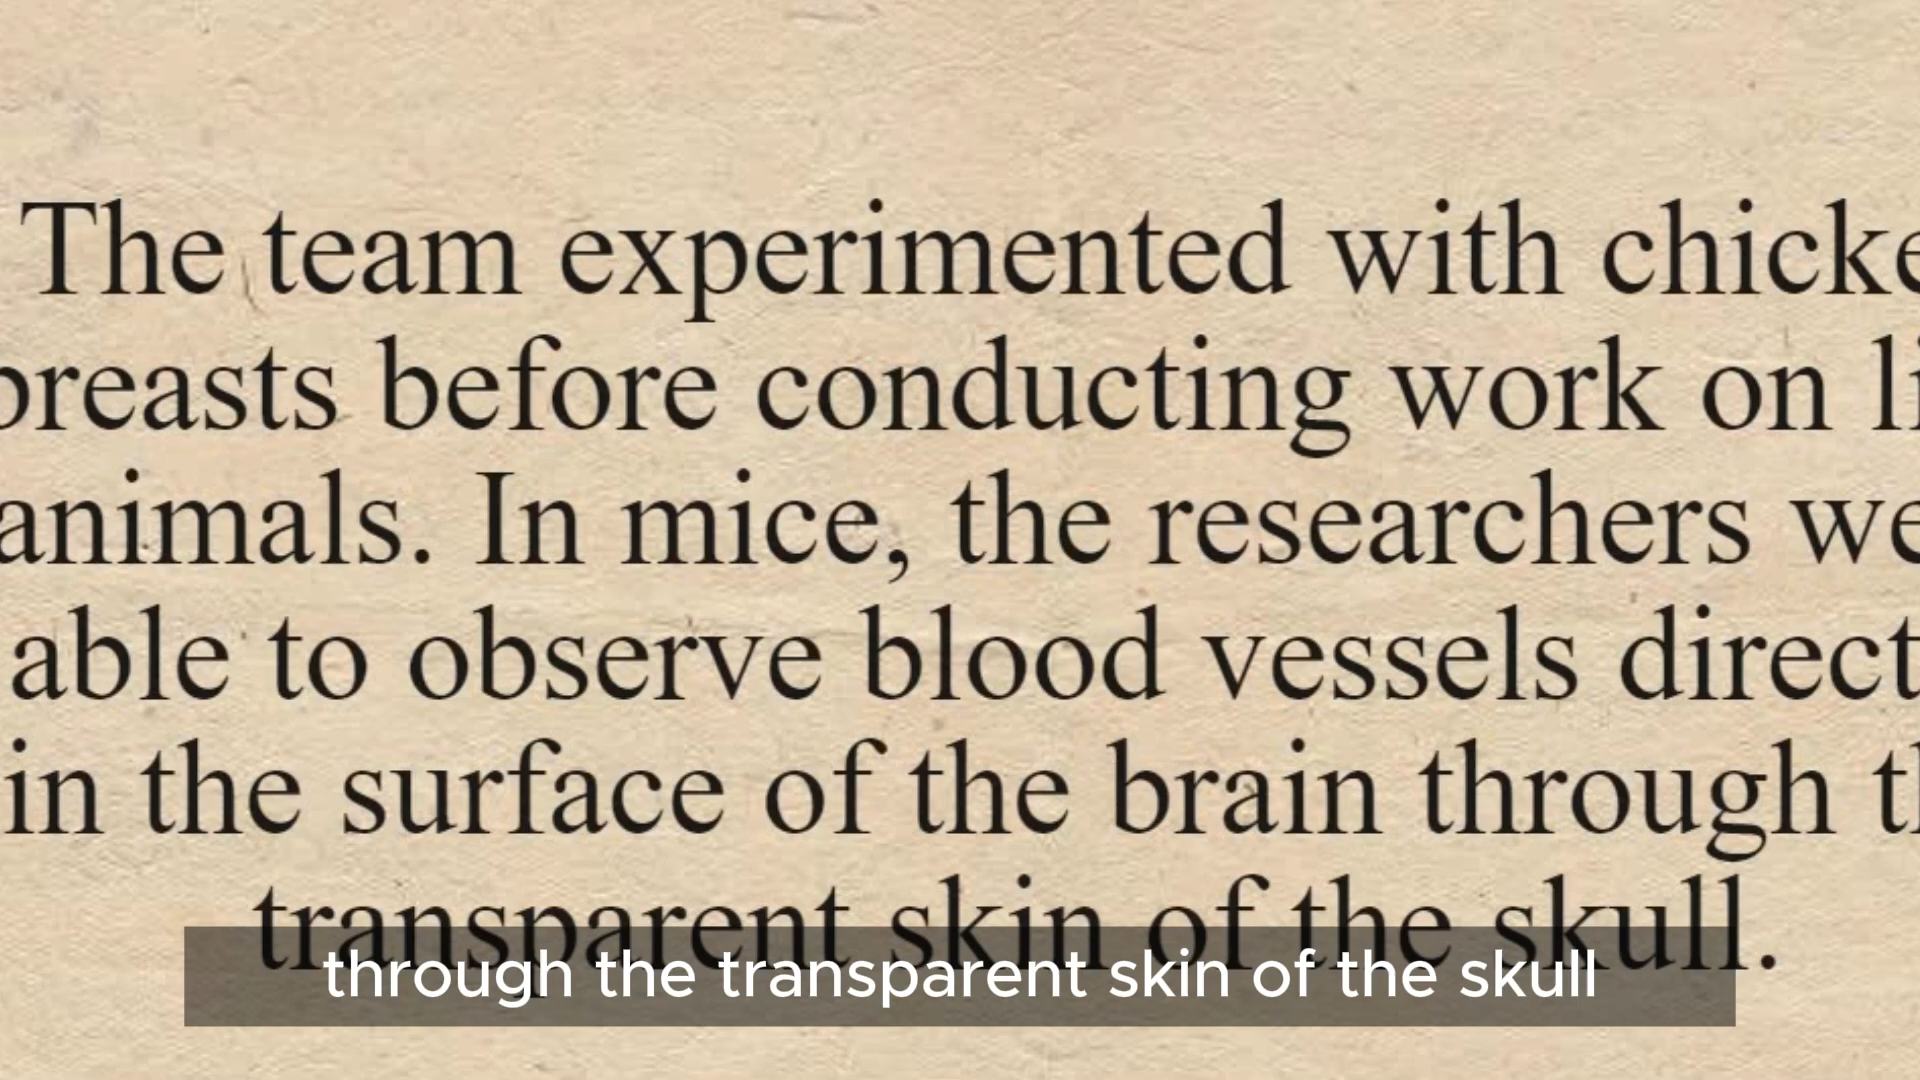 The team experimented with chicke
breasts before conducting work on li
animals. In mice, the researchers we
able to observe blood vessels direct
in the surface of the brain through th
transparent skin of the skull.
through the transparent skin of the skull